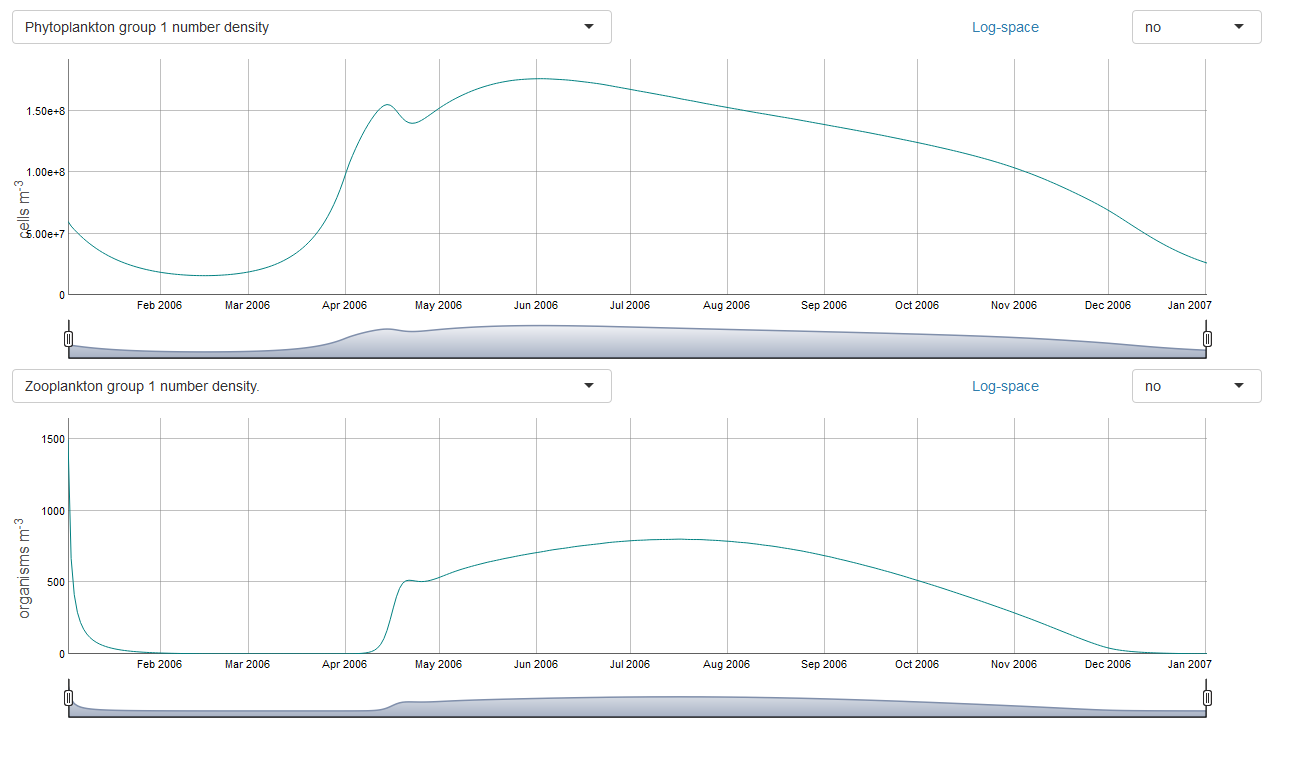 Phytoplankton group 1 number density
Log-space
no
1.50e+8
1.00e+8
5.00e+7
0
cells m-3
Feb 2006
Mar 2006
Apr 2006
May 2006
Jun 2006
Jul 2006
Aug 2006
Sep 2006
Oct 2006
Nov 2006
Dec 2006
Jan 2007
Zooplankton group 1 number density.
Log-space
no
1500
1000
500
0
organisms m-3
Feb 2006
Mar 2006
Apr 2006
May 2006
Jun 2006
Jul 2006
Aug 2006
Sep 2006
Oct 2006
Nov 2006
Dec 2006
Jan 2007